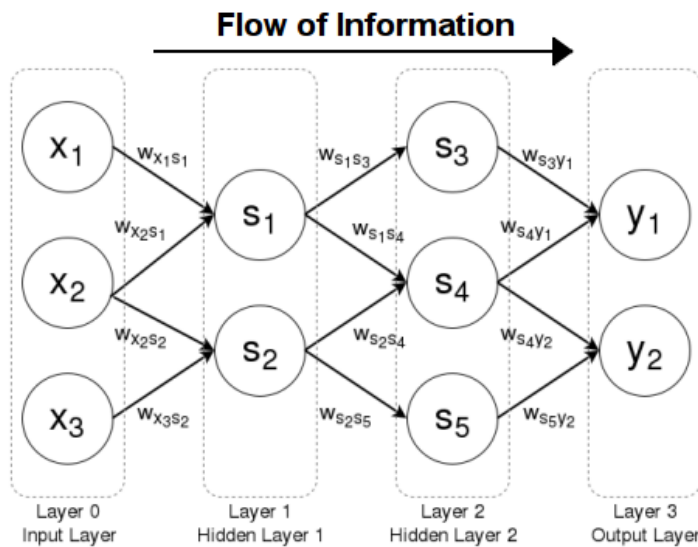 Flow of Information
x1
x2
x3
wx1s1
wx2s1
wx2s2
wx3s2
s1
s2
ws1s3
ws1s4
ws2s4
ws2s5
s3
s4
s5
ws3y1
ws4y1
ws4y2
ws5y2
y1
y2
Layer 0
Input Layer
Layer 1
Hidden Layer 1
Layer 2
Hidden Layer 2
Layer 3
Output Layer